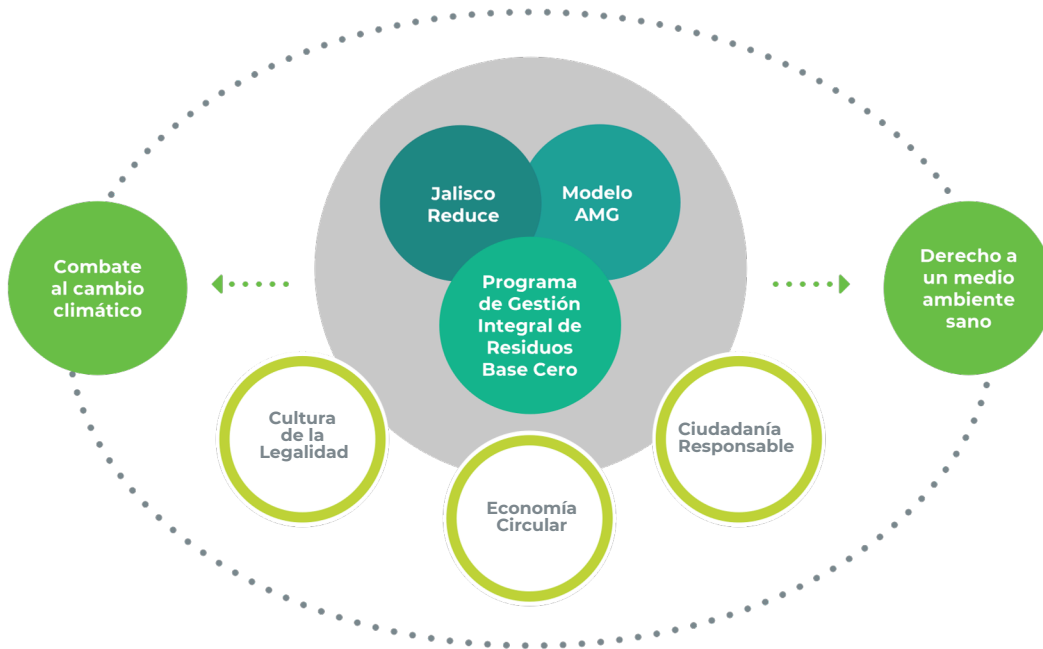 Jalisco
Reduce
Modelo
AMG
Combate
al cambio
climático
Programa
de Gestión
Integral de
Residuos
Base Cero
Derecho a
un medio
ambiente
sano
Cultura
de la
Legalidad
Economía
Circular
Ciudadanía
Responsable